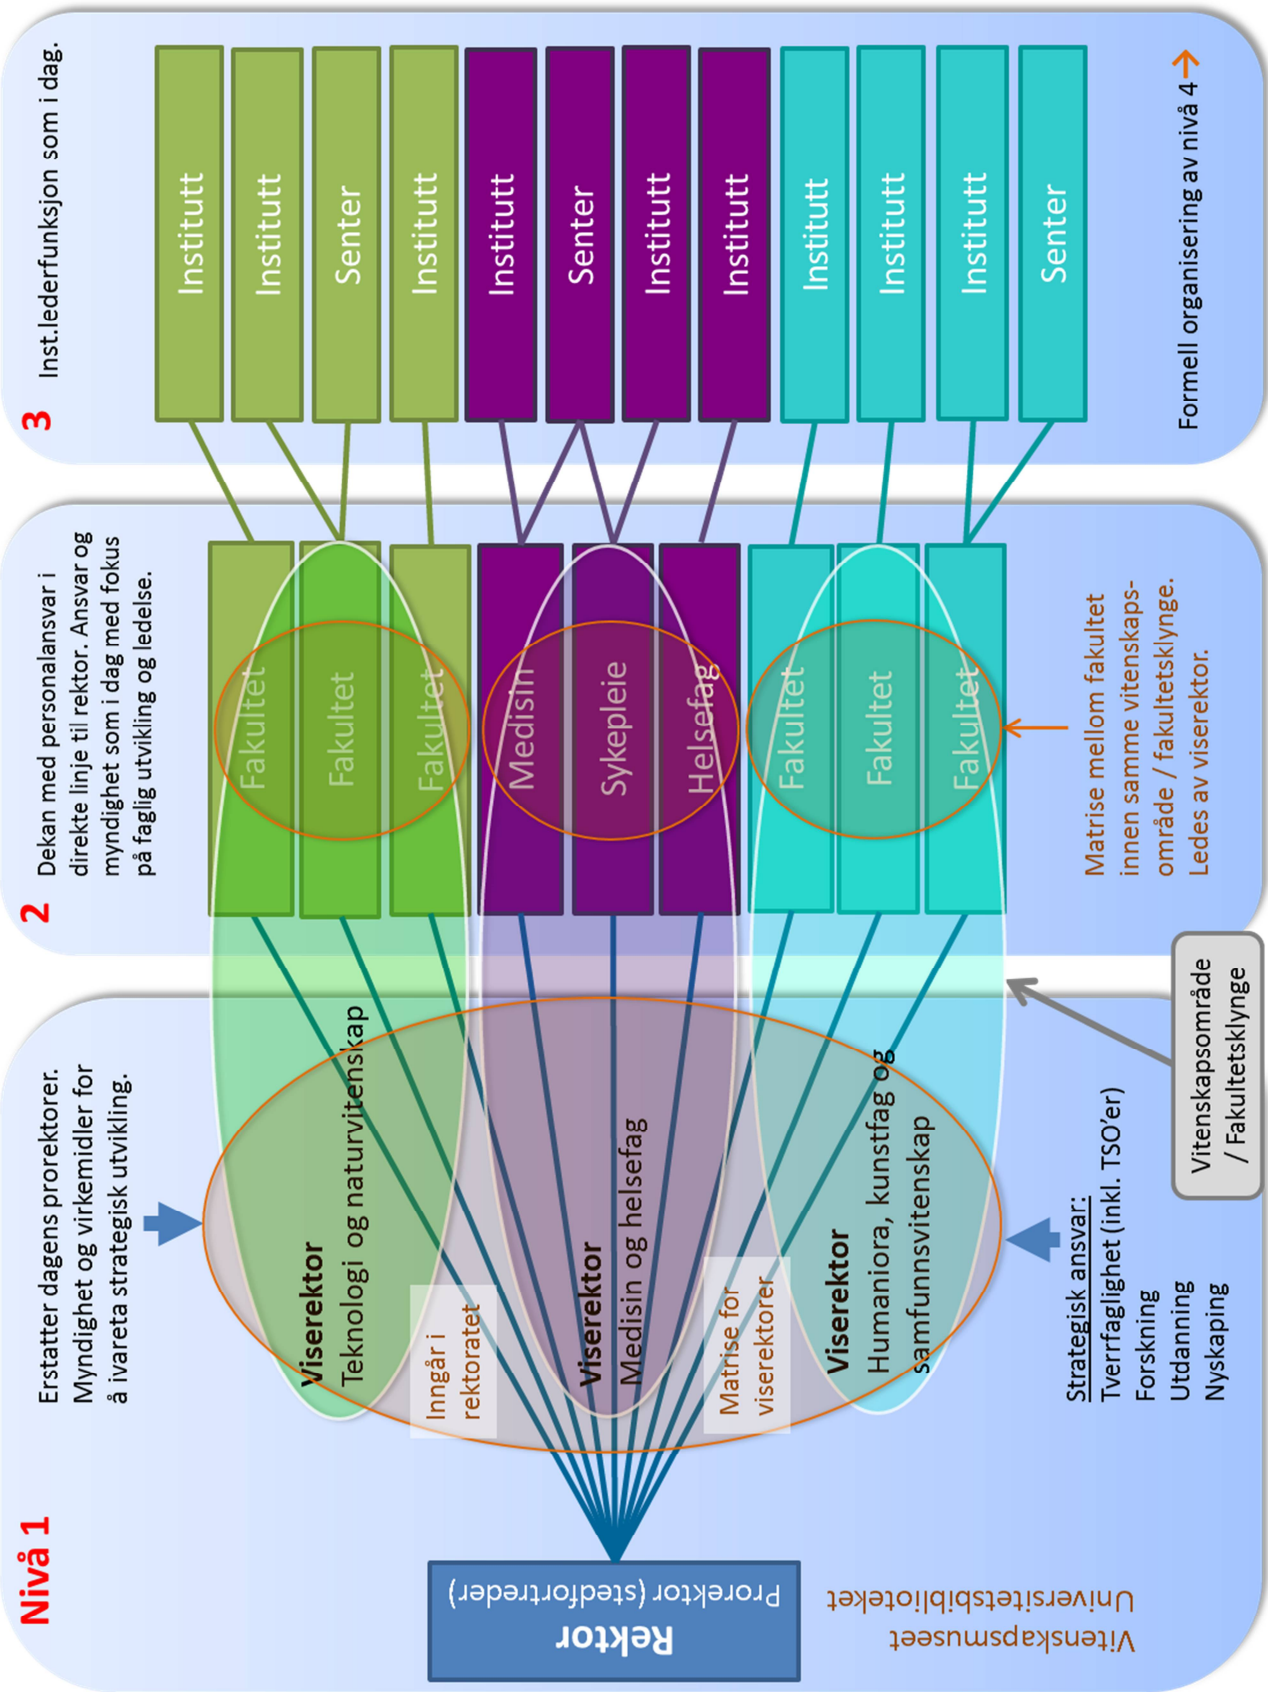 Nivå 1
Erstatter dagens prorektorer.
Myndighet og virkemidler for
å ivareta strategisk utvikling.
Rektor
Prorektor (stedfortreder)
Vitenskapsmuseet
Universitetsbiblioteket
Viserektor
Teknologi og naturvitenskap
Inngår i
rektoratet
Viserektor
Medisin og helsefag
Matrise for
viserektorer
Viserektor
Humaniora, kunstfag og
samfunnsvitenskap
Strategisk ansvar:
Tverrfaglighet (inkl. TSO'er)
Forskning
Utdanning
Nyskaping
Vitenskapsområde
/ Fakultetsklynge
2
Dekan med personalansvar i
direkte linje til rektor. Ansvar og
myndighet som i dag med fokus
på faglig utvikling og ledelse.
Fakultet
Fakultet
Fakultet
Medisin
Sykepleie
Helsefag
Fakultet
Fakultet
Fakultet
Matrise mellom fakultet
innen samme vitenskaps-
område / fakultetsklynge.
Ledes av viserektor.
3
Inst.lederfunksjon som i dag.
Institutt
Institutt
Senter
Institutt
Institutt
Senter
Institutt
Institutt
Institutt
Institutt
Institutt
Senter
Formell organisering av nivå 4→